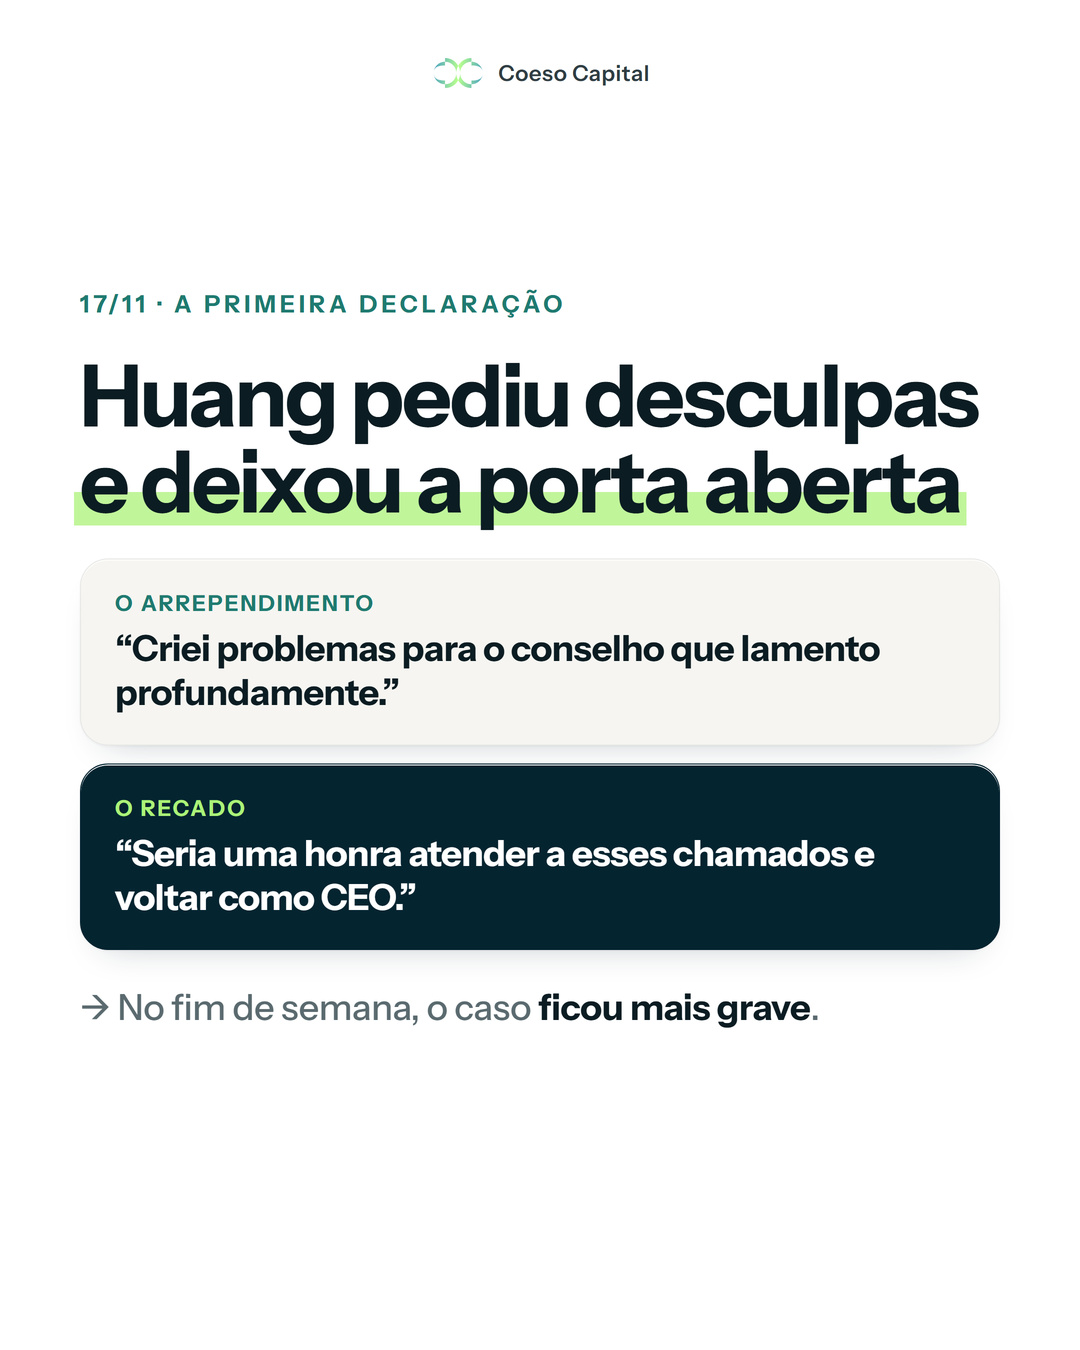 Coeso Capital
17/11 · A PRIMEIRA DECLARAÇÃO
Huang pediu desculpas
e deixou a porta aberta
O ARREPENDIMENTO
“Criei problemas para o conselho que lamento
profundamente.”
O RECADO
“Seria uma honra atender a esses chamados e
voltar como CEO.”
→ No fim de semana, o caso ficou mais grave.